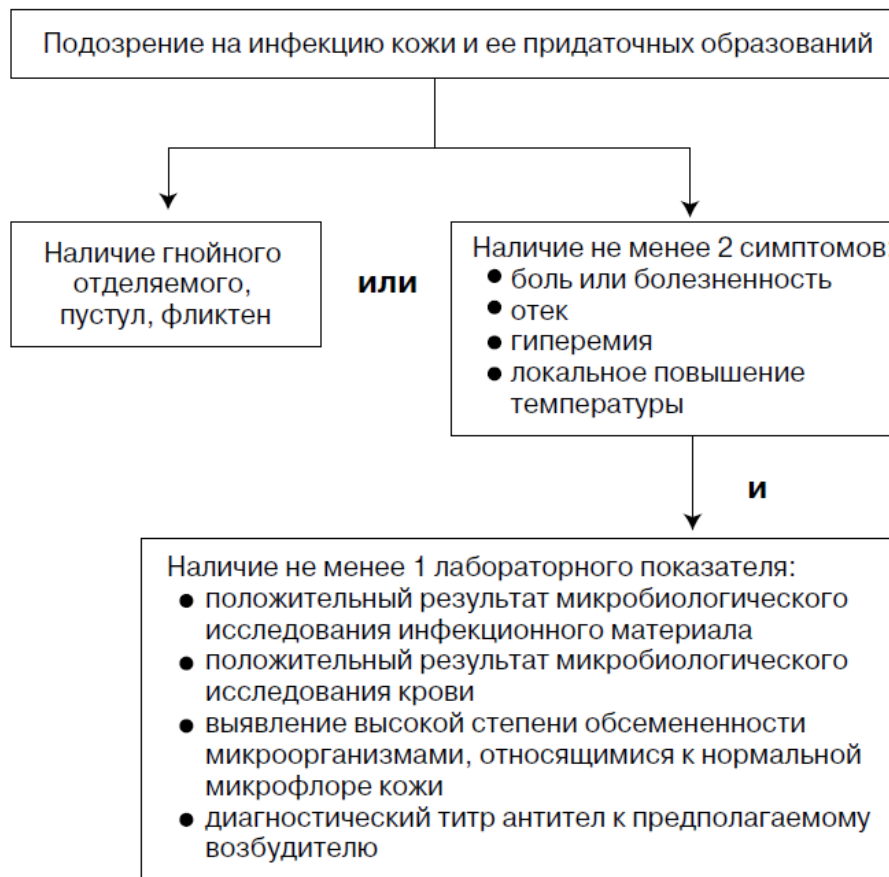 Подозрение на инфекцию кожи и ее придаточных образований
Наличие гнойного
отделяемого,
пустул, фликтен
или
Наличие не менее 2 симптомов:
● боль или болезненность
● отек
● гиперемия
● локальное повышение
температуры
и
Наличие не менее 1 лабораторного показателя:
● положительный результат микробиологического
исследования инфекционного материала
● положительный результат микробиологического
исследования крови
● выявление высокой степени обсемененности
микроорганизмами, относящимися к нормальной
микрофлоре кожи
● диагностический титр антител к предполагаемому
возбудителю